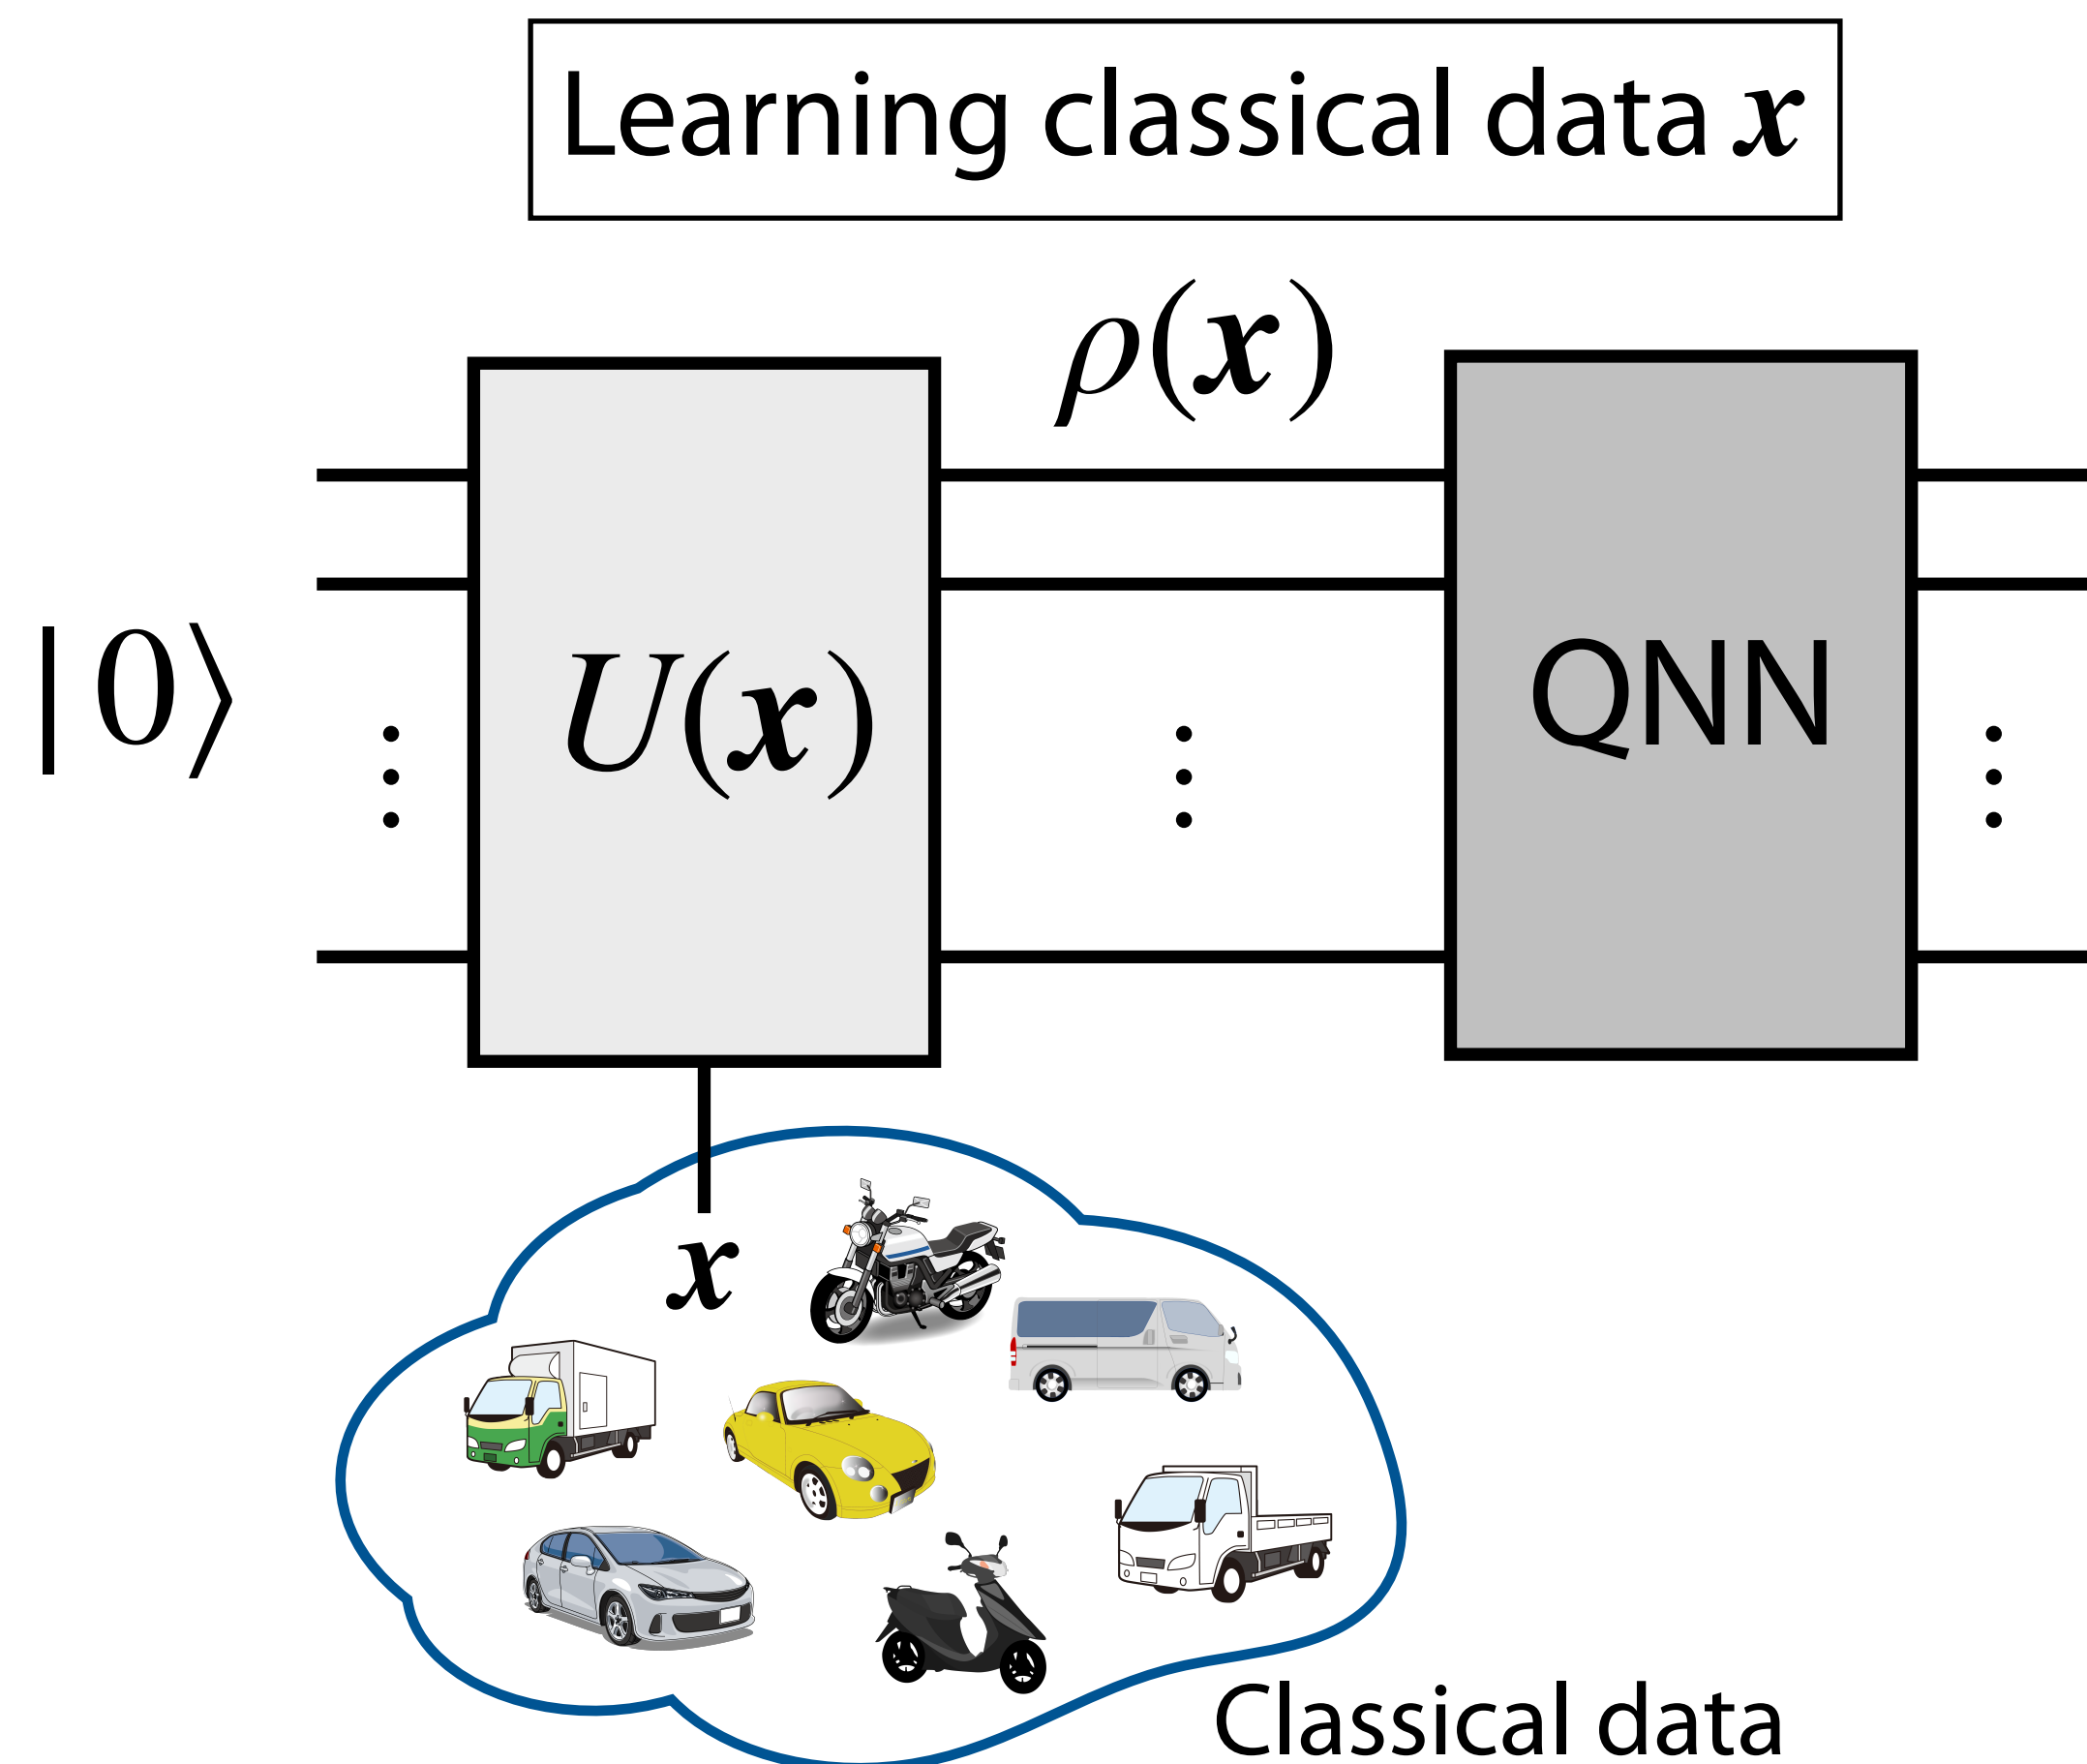 Learning classical data x
ρ(x)
|0⟩
U(x)
QNN
x
Classical data